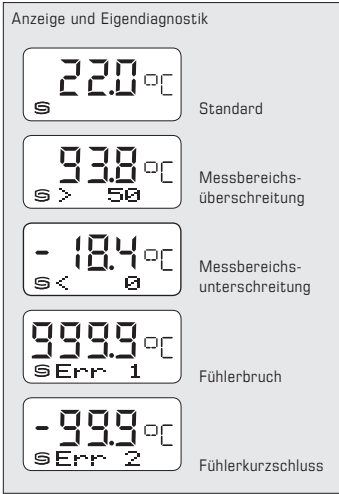 Anzeige und Eigendiagnostik
22.0 °C
S
Standard
93.8 °C
S > 50
Messbereichs-
überschreitung
- 18.4 °C
S < 0
Messbereichs-
unterschreitung
999.9 °C
S Err 1
Fühlerbruch
- 99.9 °C
S Err 2
Fühlerkurzschluss